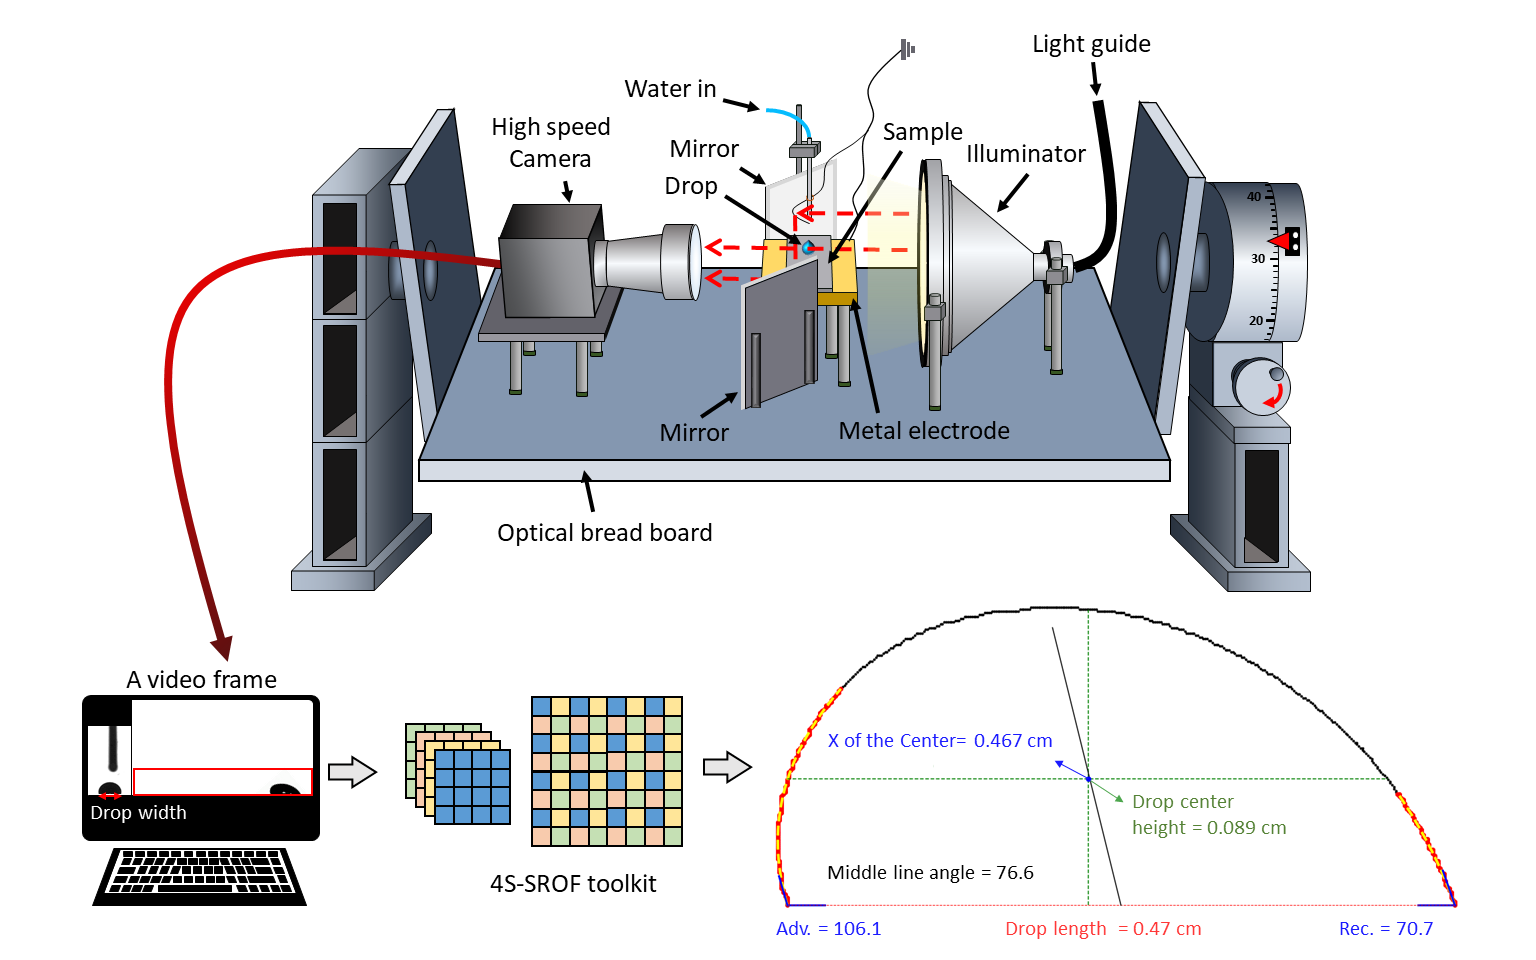 Light guide
Water in
High speed
Camera
Mirror
Sample
Illuminator
Drop
40
30
20
Mirror
Metal electrode
Optical bread board
A video frame
Drop width
4S-SROF toolkit
X of the Center= 0.467 cm
Drop center
height = 0.089 cm
Middle line angle = 76.6
Adv. = 106.1
Drop length = 0.47 cm
Rec. = 70.7